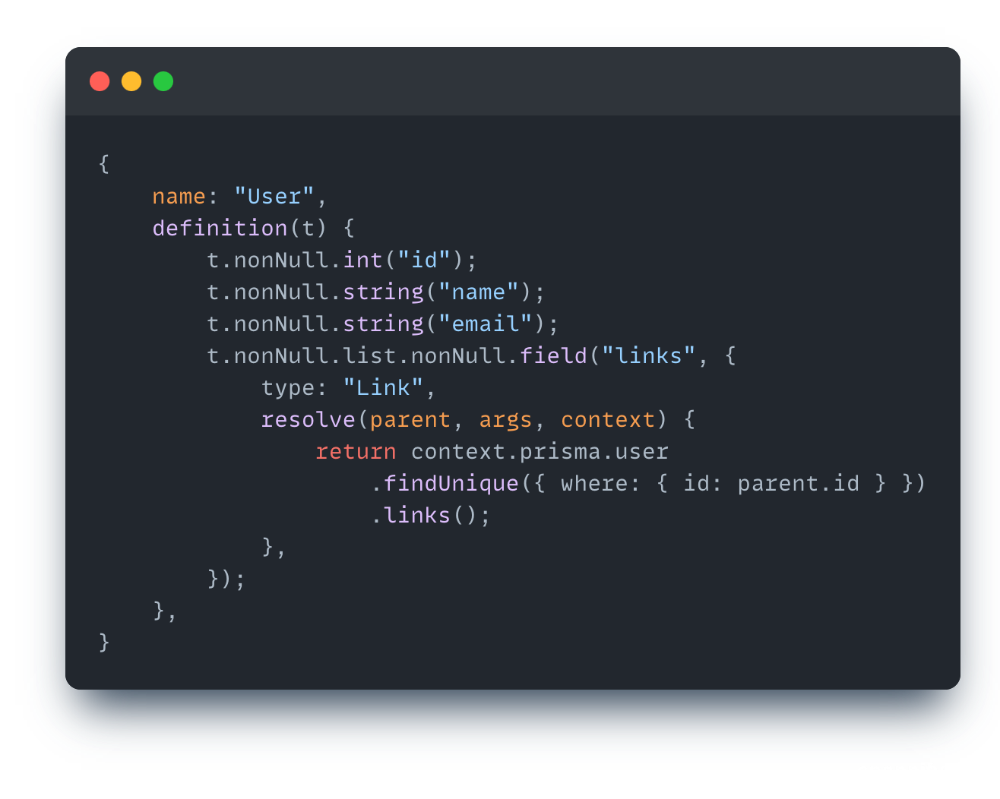 {
    name: "User",
    definition(t) {
        t.nonNull.int("id");
        t.nonNull.string("name");
        t.nonNull.string("email");
        t.nonNull.list.nonNull.field("links", {
            type: "Link",
            resolve(parent, args, context) {
                return context.prisma.user
                    .findUnique({ where: { id: parent.id } })
                    .links();
            },
        });
    },
}